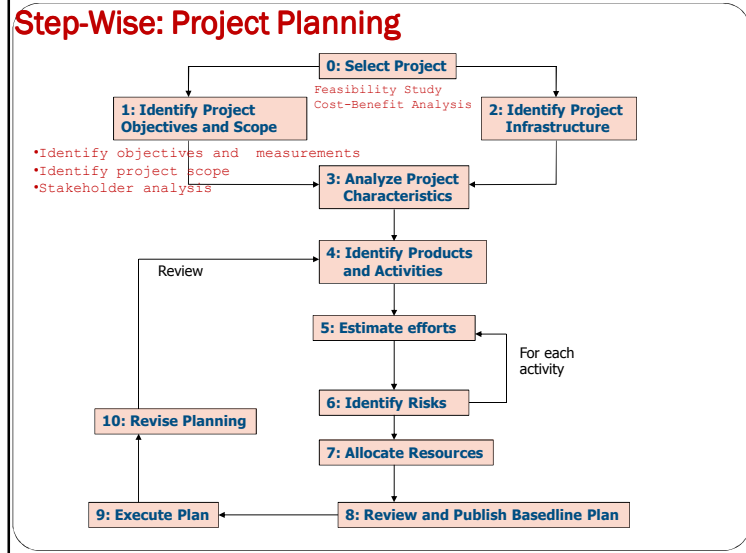 Step-Wise: Project Planning
0: Select Project
Feasibility Study
Cost-Benefit Analysis
1: Identify Project
Objectives and Scope
2: Identify Project
Infrastructure
•Identify objectives and measurements
•Identify project scope
•Stakeholder analysis
3: Analyze Project
Characteristics
4: Identify Products
and Activities
Review
5: Estimate efforts
For each
activity
6: Identify Risks
10: Revise Planning
7: Allocate Resources
9: Execute Plan
8: Review and Publish Basedline Plan